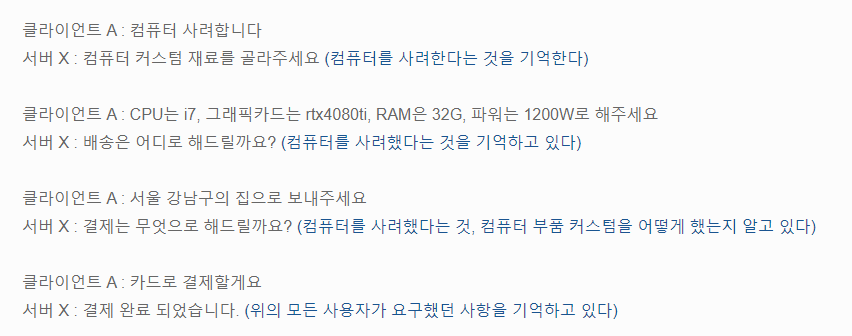 클라이언트 A : 컴퓨터 사려합니다
서버 X : 컴퓨터 커스텀 재료를 골라주세요 (컴퓨터를 사려한다는 것을 기억한다)
클라이언트 A : CPU는 i7, 그래픽카드는 rtx4080ti, RAM은 32G, 파워는 1200W로 해주세요
서버 X : 배송은 어디로 해드릴까요? (컴퓨터를 사려했다는 것을 기억하고 있다)
클라이언트 A : 서울 강남구의 집으로 보내주세요
서버 X : 결제는 무엇으로 해드릴까요? (컴퓨터를 사려했다는 것, 컴퓨터 부품 커스텀을 어떻게 했는지 알고 있다)
클라이언트 A : 카드로 결제할게요
서버 X : 결제 완료 되었습니다. (위의 모든 사용자가 요구했던 사항을 기억하고 있다)